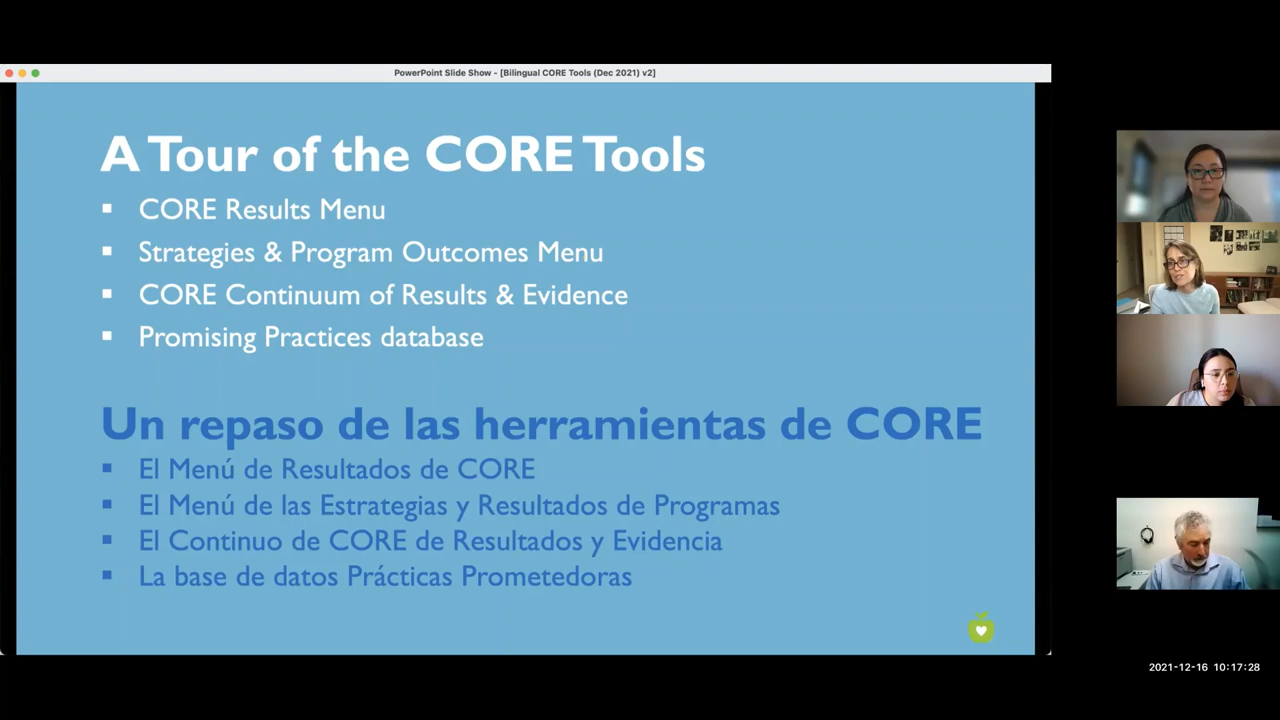 PowerPoint Slide Show - [Bilingual CORE Tools (Dec 2021) v2]
A Tour of the CORE Tools
▪ CORE Results Menu
▪ Strategies & Program Outcomes Menu
▪ CORE Continuum of Results & Evidence
▪ Promising Practices database
Un repaso de las herramientas de CORE
▪ El Menú de Resultados de CORE
▪ El Menú de las Estrategias y Resultados de Programas
▪ El Continuo de CORE de Resultados y Evidencia
▪ La base de datos Prácticas Prometedoras
2021-12-16 10:17:28